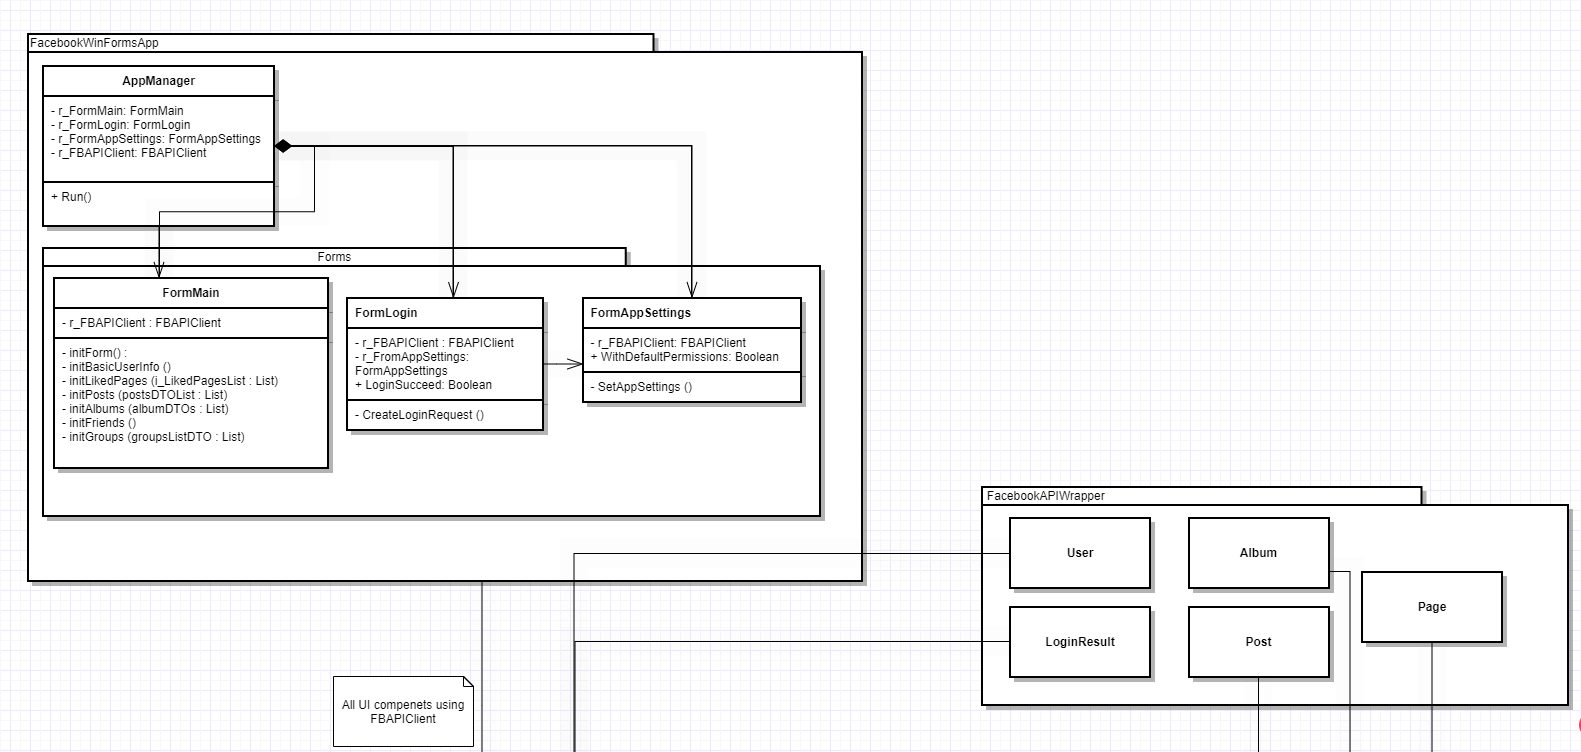 FacebookWinFormsApp
AppManager
- r_FormMain: FormMain
- r_FormLogin: FormLogin
- r_FormAppSettings: FormAppSettings
- r_FBAPIClient: FBAPIClient
+ Run()
Forms
FormMain
- r_FBAPIClient : FBAPIClient
- initForm() :
- initBasicUserInfo ()
- initLikedPages (i_LikedPagesList : List)
- initPosts (postsDTOList : List)
- initAlbums (albumDTOs : List)
- initFriends ()
- initGroups (groupsListDTO : List)
FormLogin
- r_FBAPIClient : FBAPIClient
- r_FromAppSettings:
FormAppSettings
+ LoginSucceed: Boolean
- CreateLoginRequest ()
FormAppSettings
- r_FBAPIClient: FBAPIClient
+ WithDefaultPermissions: Boolean
- SetAppSettings ()
FacebookAPIWrapper
User
Album
Page
LoginResult
Post
All UI compenets using
FBAPIClient